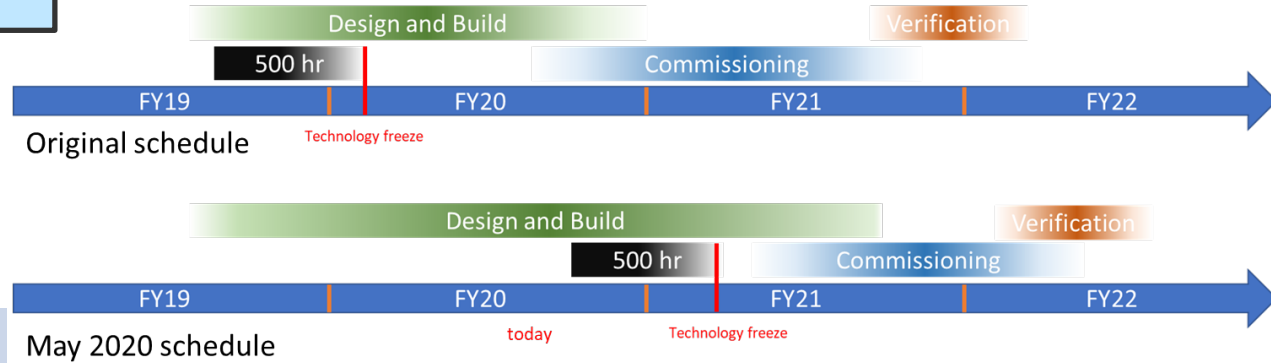 Design and Build
Verification
500 hr
Commissioning
FY19
FY20
FY21
FY22
Original schedule
Technology freeze
Design and Build
Verification
500 hr
Commissioning
FY19
FY20
FY21
FY22
today
Technology freeze
May 2020 schedule